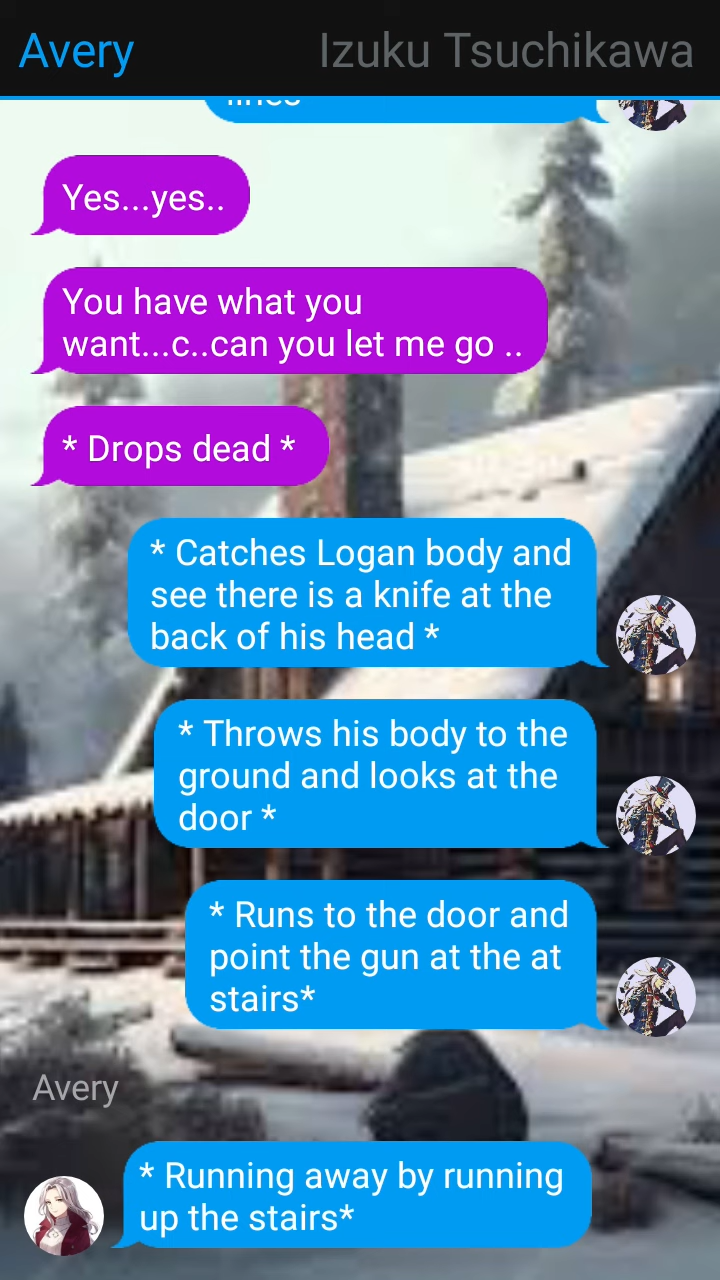 Avery
Izuku Tsuchikawa
lines
Yes...yes..
You have what you
want...c..can you let me go ..
* Drops dead *
* Catches Logan body and
see there is a knife at the
back of his head *
* Throws his body to the
ground and looks at the
door *
* Runs to the door and
point the gun at the at
stairs*
Avery
* Running away by running
up the stairs*